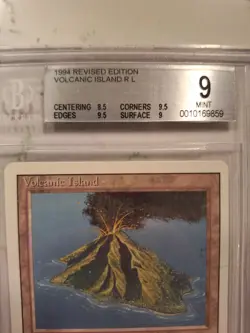 1994 REVISED EDITION
VOLCANIC ISLAND R L
CENTERING 8.5 CORNERS 9.5
EDGES 9.5 SURFACE 9
9
MINT
0010169859
Volcanic Island